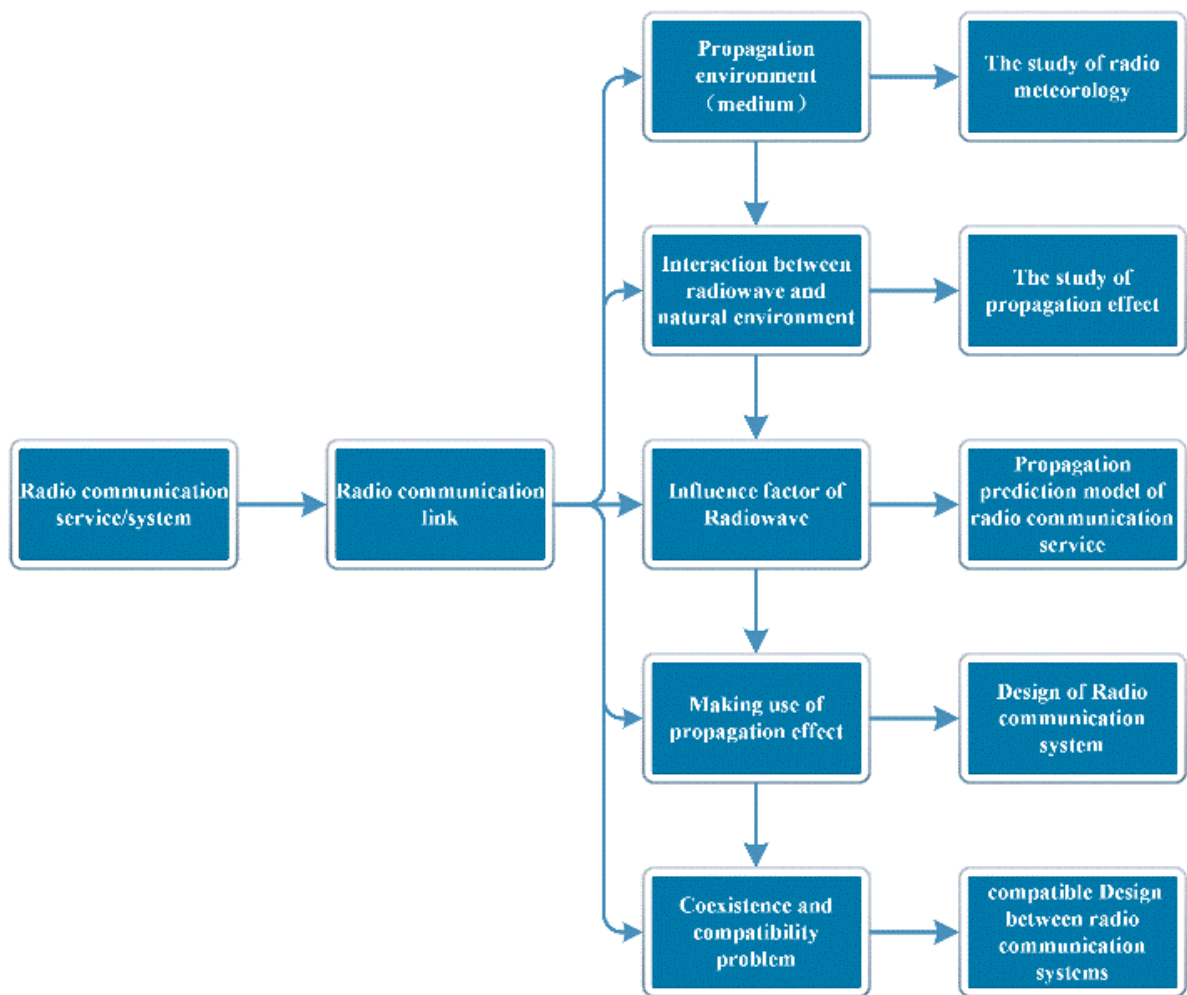 Propagation
environment
（medium）
The study of radio
meteorology
Interaction between
radiowave and
natural environment
The study of
propagation effect
Radio communication
service/system
Radio communication
link
Influence factor of
Radiowave
Propagation
prediction model of
radio communication
service
Making use of
propagation effect
Design of Radio
communication
system
Coexistence and
compatibility
problem
compatible Design
between radio
communication
systems